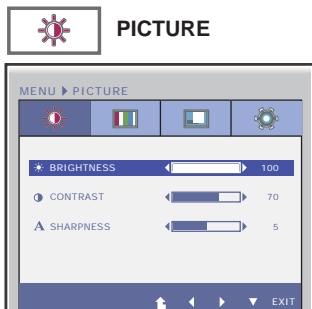 PICTURE
MENU PICTURE
BRIGHTNESS 100
CONTRAST 70
A SHARPNESS 5
EXIT